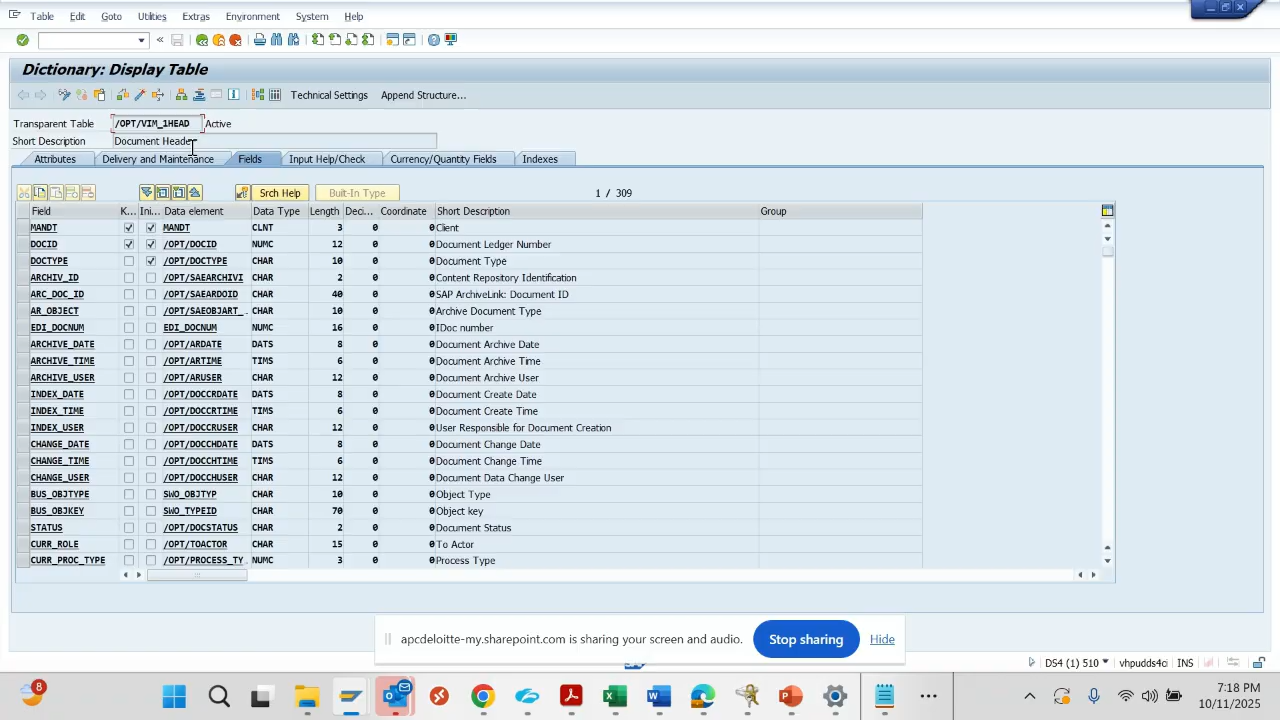 Table Edit Goto Utilities Extras Environment System Help
Dictionary: Display Table
Technical Settings Append Structure...
Transparent Table /OPT/VIM_1HEAD Active
Short Description Document Header
Attributes Delivery and Maintenance Fields Input Help/Check Currency/Quantity Fields Indexes
Srch Help Built-In Type 1 / 309
Field K... Ini... Data element Data Type Length Deci... Coordinate Short Description Group
MANDT MANDT CLNT 3 0 0 Client
DOCID /OPT/DOCID NUMC 12 0 0 Document Ledger Number
DOCTYPE /OPT/DOCTYPE CHAR 10 0 0 Document Type
ARCHIV_ID /OPT/SAEARCHIVI CHAR 2 0 0 Content Repository Identification
ARC_DOC_ID /OPT/SAEARDOID CHAR 40 0 0 SAP ArchiveLink: Document ID
AR_OBJECT /OPT/SAEOBJART_. CHAR 10 0 0 Archive Document Type
EDI_DOCNUM EDI_DOCNUM NUMC 16 0 0 IDoc number
ARCHIVE_DATE /OPT/ARDATE DATS 8 0 0 Document Archive Date
ARCHIVE_TIME /OPT/ARTIME TIMS 6 0 0 Document Archive Time
ARCHIVE_USER /OPT/ARUSER CHAR 12 0 0 Document Archive User
INDEX_DATE /OPT/DOCCRDATE DATS 8 0 0 Document Create Date
INDEX_TIME /OPT/DOCCRTIME TIMS 6 0 0 Document Create Time
INDEX_USER /OPT/DOCCRUSER CHAR 12 0 0 User Responsible for Document Creation
CHANGE_DATE /OPT/DOCCHDATE DATS 8 0 0 Document Change Date
CHANGE_TIME /OPT/DOCCHTIME TIMS 6 0 0 Document Change Time
CHANGE_USER /OPT/DOCCHUSER CHAR 12 0 0 Document Data Change User
BUS_OBJTYPE SWO_OBJTYP CHAR 10 0 0 Object Type
BUS_OBJKEY SWO_TYPEID CHAR 70 0 0 Object key
STATUS /OPT/DOCSTATUS CHAR 2 0 0 Document Status
CURR_ROLE /OPT/TOACTOR CHAR 15 0 0 To Actor
CURR_PROC_TYPE /OPT/PROCESS_TY. NUMC 3 0 0 Process Type
apcdeloitte-my.sharepoint.com is sharing your screen and audio. Stop sharing Hide
DS4 (1) 510 vhpudds4ci INS
8
7:18 PM
10/11/2025